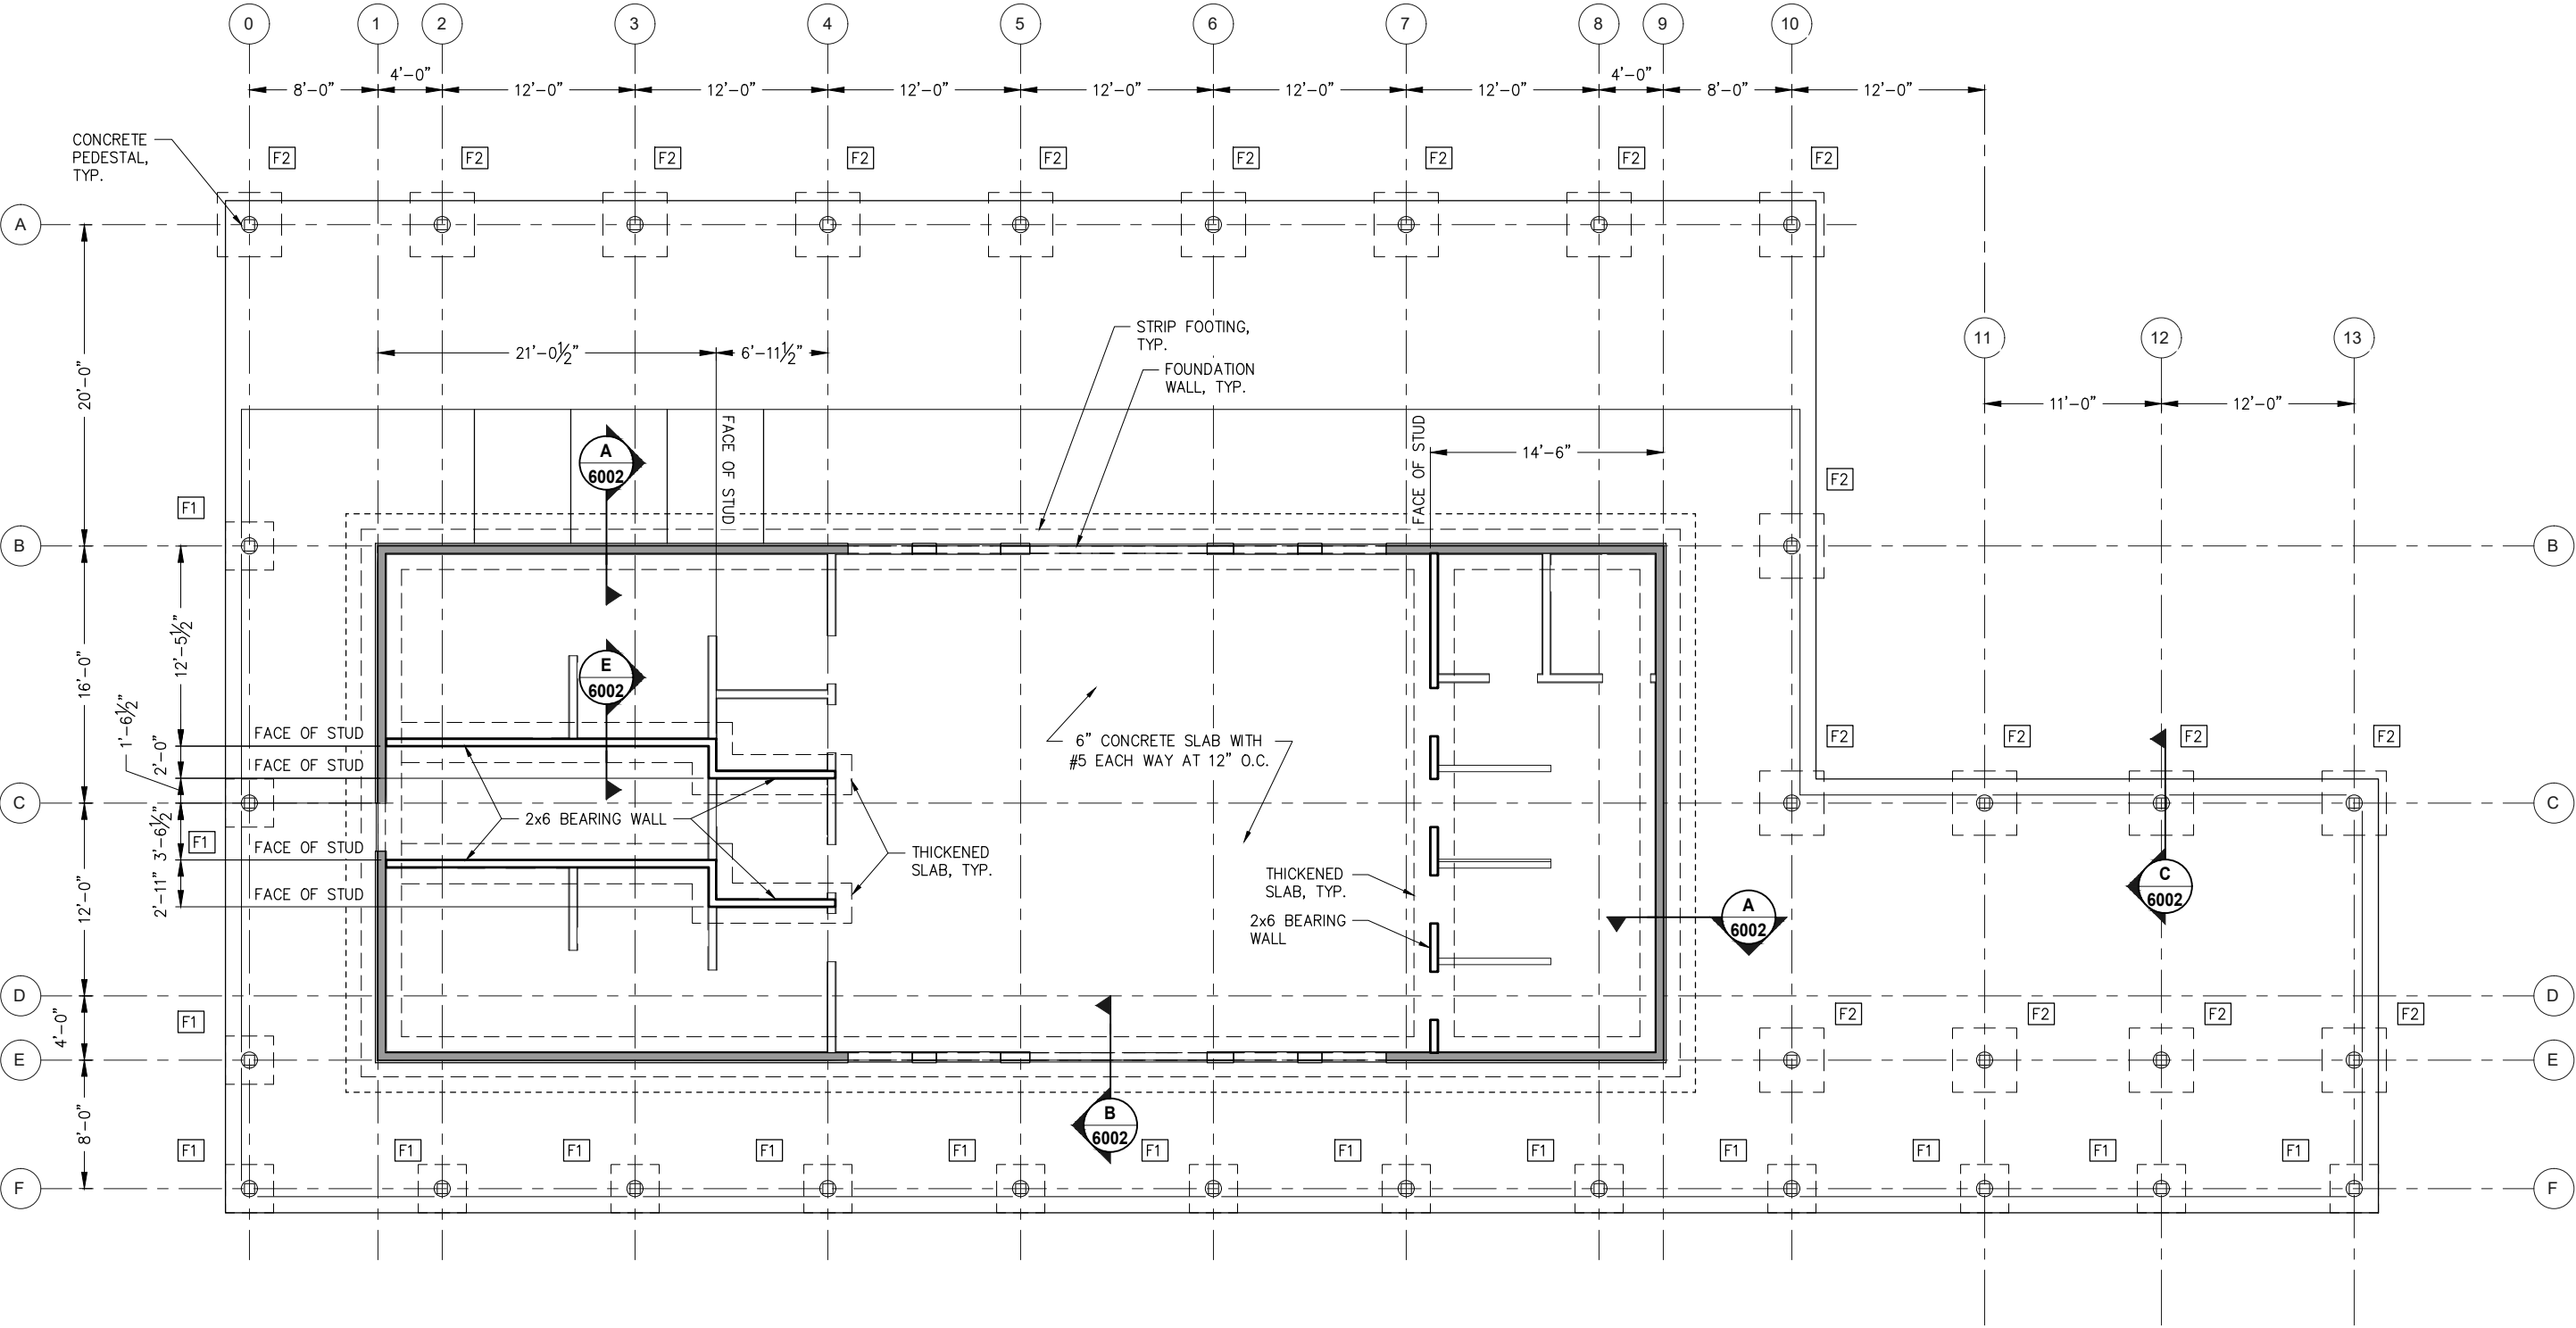 0 1 2 3 4 5 6 7 8 9 10
4'-0" 4'-0"
8'-0" 12'-0" 12'-0" 12'-0" 12'-0" 12'-0" 12'-0" 8'-0" 12'-0"
CONCRETE
PEDESTAL,
TYP.
F2 F2 F2 F2 F2 F2 F2 F2 F2
A
STRIP FOOTING,
TYP.
11 12 13
21'-0½" 6'-11½"
FOUNDATION
WALL, TYP.
20'-0"
11'-0" 12'-0"
FACE OF STUD
FACE OF STUD
14'-6"
A
6002
F2
F1
B B
12'-5½"
16'-0"
E
6002
1'-6½"
2'-0"
FACE OF STUD
FACE OF STUD
6" CONCRETE SLAB WITH
#5 EACH WAY AT 12" O.C.
F2 F2 F2 F2
C C
2x6 BEARING WALL
3'-6½"
F1
FACE OF STUD
THICKENED
SLAB, TYP.
2'-11"
12'-0"
FACE OF STUD
THICKENED
SLAB, TYP.
2x6 BEARING
WALL
A
6002
C
6002
D D
4'-0"
F1
F2 F2 F2 F2
E E
8'-0"
B
6002
F1 F1 F1 F1 F1 F1 F1 F1 F1 F1 F1 F1
F F